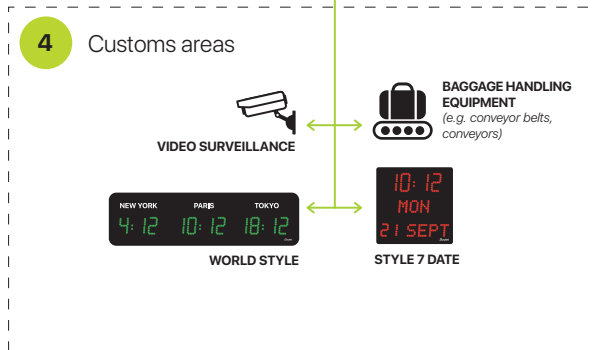 4 Customs areas
VIDEO SURVEILLANCE
BAGGAGE HANDLING
EQUIPMENT
(e.g. conveyor belts,
conveyors)
NEW YORK PARIS TOKYO
4:12 10:12 18:12
WORLD STYLE
10:12
MON
21 SEPT
STYLE 7 DATE